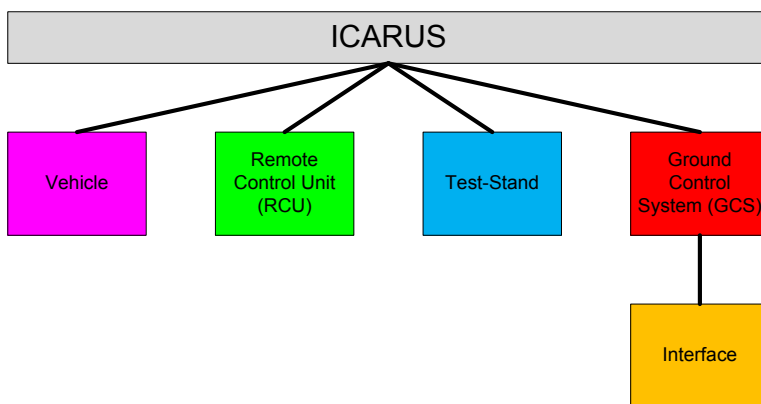 ICARUS
Vehicle
Remote
Control Unit
(RCU)
Test-Stand
Ground
Control
System (GCS)
Interface